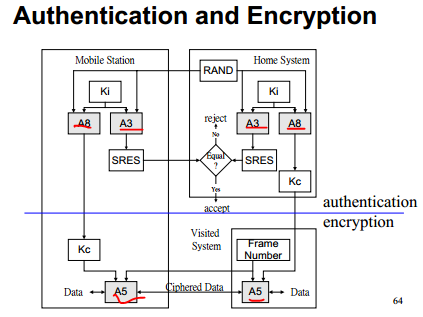 Authentication and Encryption
Mobile Station
Home System
RAND
Ki
Ki
A8
A3
reject
No
A3
A8
SRES
Equal
?
SRES
Yes
Kc
accept
authentication
encryption
Visited
System
Kc
Frame
Number
Data
A5
Ciphered Data
A5
Data
64